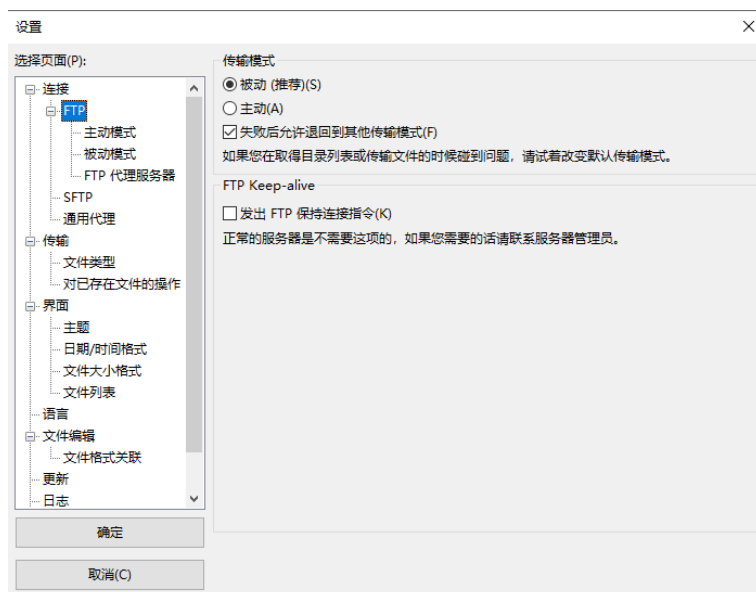 设置
选择页面(P):
连接
FTP
主动模式
被动模式
FTP 代理服务器
SFTP
通用代理
传输
文件类型
对已存在文件的操作
界面
主题
日期/时间格式
文件大小格式
文件列表
语言
文件编辑
文件格式关联
更新
日志
确定
取消(C)
传输模式
被动 (推荐)(S)
主动(A)
失败后允许退回到其他传输模式(F)
如果您在取得目录列表或传输文件的时候碰到问题，请试着改变默认传输模式。
FTP Keep-alive
发出 FTP 保持连接指令(K)
正常的服务器是不需要这项的，如果您需要的话请联系服务器管理员。